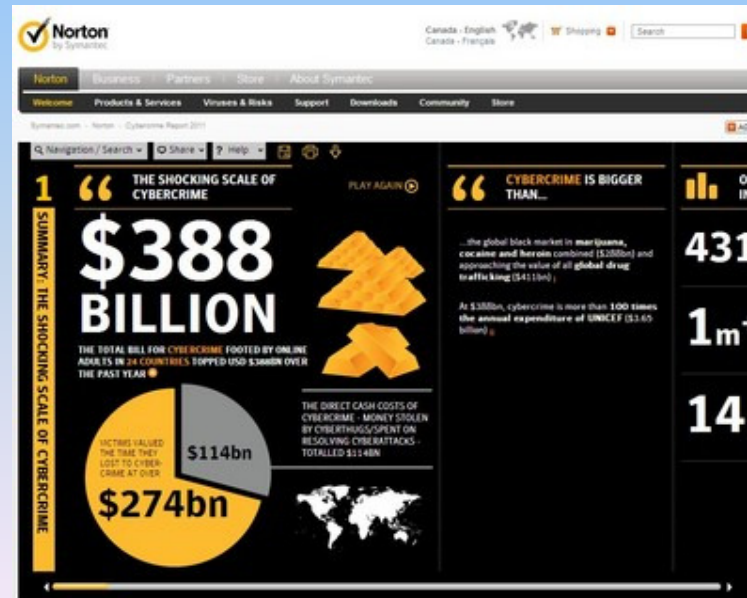 Norton
by Symantec
Canada - English
Canada - Français
Shopping
Search
Norton Business Partners Store About Symantec
Welcome Products & Services Viruses & Risks Support Downloads Community Store
Symantec.com - Norton - Cybercrime Report 2011
Navigation / Search Share ? Help
1
SUMMARY: THE SHOCKING SCALE OF CYBERCRIME
THE SHOCKING SCALE OF
CYBERCRIME
PLAY AGAIN
$388
BILLION
THE TOTAL BILL FOR CYBERCRIME FOOTED BY ONLINE
ADULTS IN 24 COUNTRIES TOPPED USD $388BN OVER
THE PAST YEAR
VICTIMS VALUED
THE TIME THEY
LOST TO CYBER-
CRIME AT OVER
$274bn
$114bn
THE DIRECT CASH COSTS OF
CYBERCRIME - MONEY STOLEN
BY CYBERTHUGS/SPENT ON
RESOLVING CYBERATTACKS -
TOTALLED $114BN
CYBERCRIME IS BIGGER
THAN...
...the global black market in marijuana,
cocaine and heroin combined ($288bn) and
approaching the value of all global drug
trafficking ($411bn)
At $388bn, cybercrime is more than 100 times
the annual expenditure of UNICEF ($3.65
billion)
431
1m
14